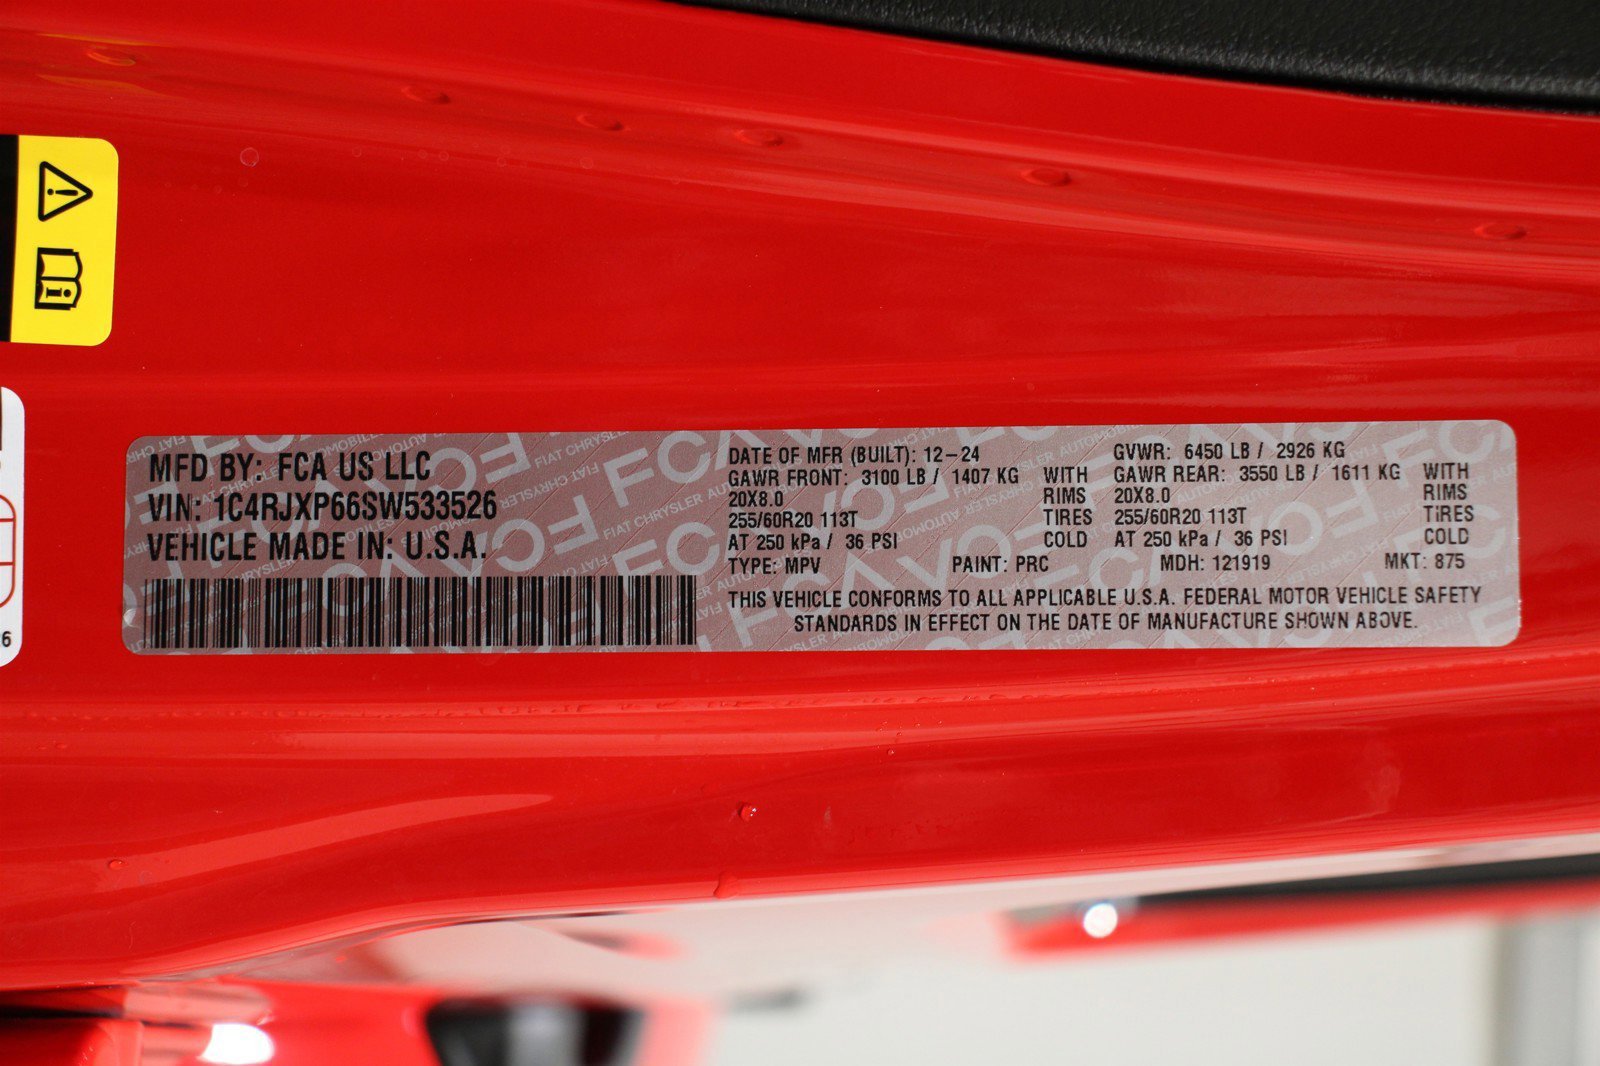 MFD BY: FCA US LLC
VIN: 1C4RJXP66SW533526
VEHICLE MADE IN: U.S.A.
DATE OF MFR (BUILT): 12-24 GVWR: 6450 LB / 2926 KG
GAWR FRONT: 3100 LB / 1407 KG WITH GAWR REAR: 3550 LB / 1611 KG WITH
20X8.0 RIMS 20X8.0 RIMS
255/60R20 113T TIRES 255/60R20 113T TIRES
AT 250 kPa / 36 PSI COLD AT 250 kPa / 36 PSI COLD
TYPE: MPV PAINT: PRC MDH: 121919 MKT: 875
THIS VEHICLE CONFORMS TO ALL APPLICABLE U.S.A. FEDERAL MOTOR VEHICLE SAFETY
STANDARDS IN EFFECT ON THE DATE OF MANUFACTURE SHOWN ABOVE.
26